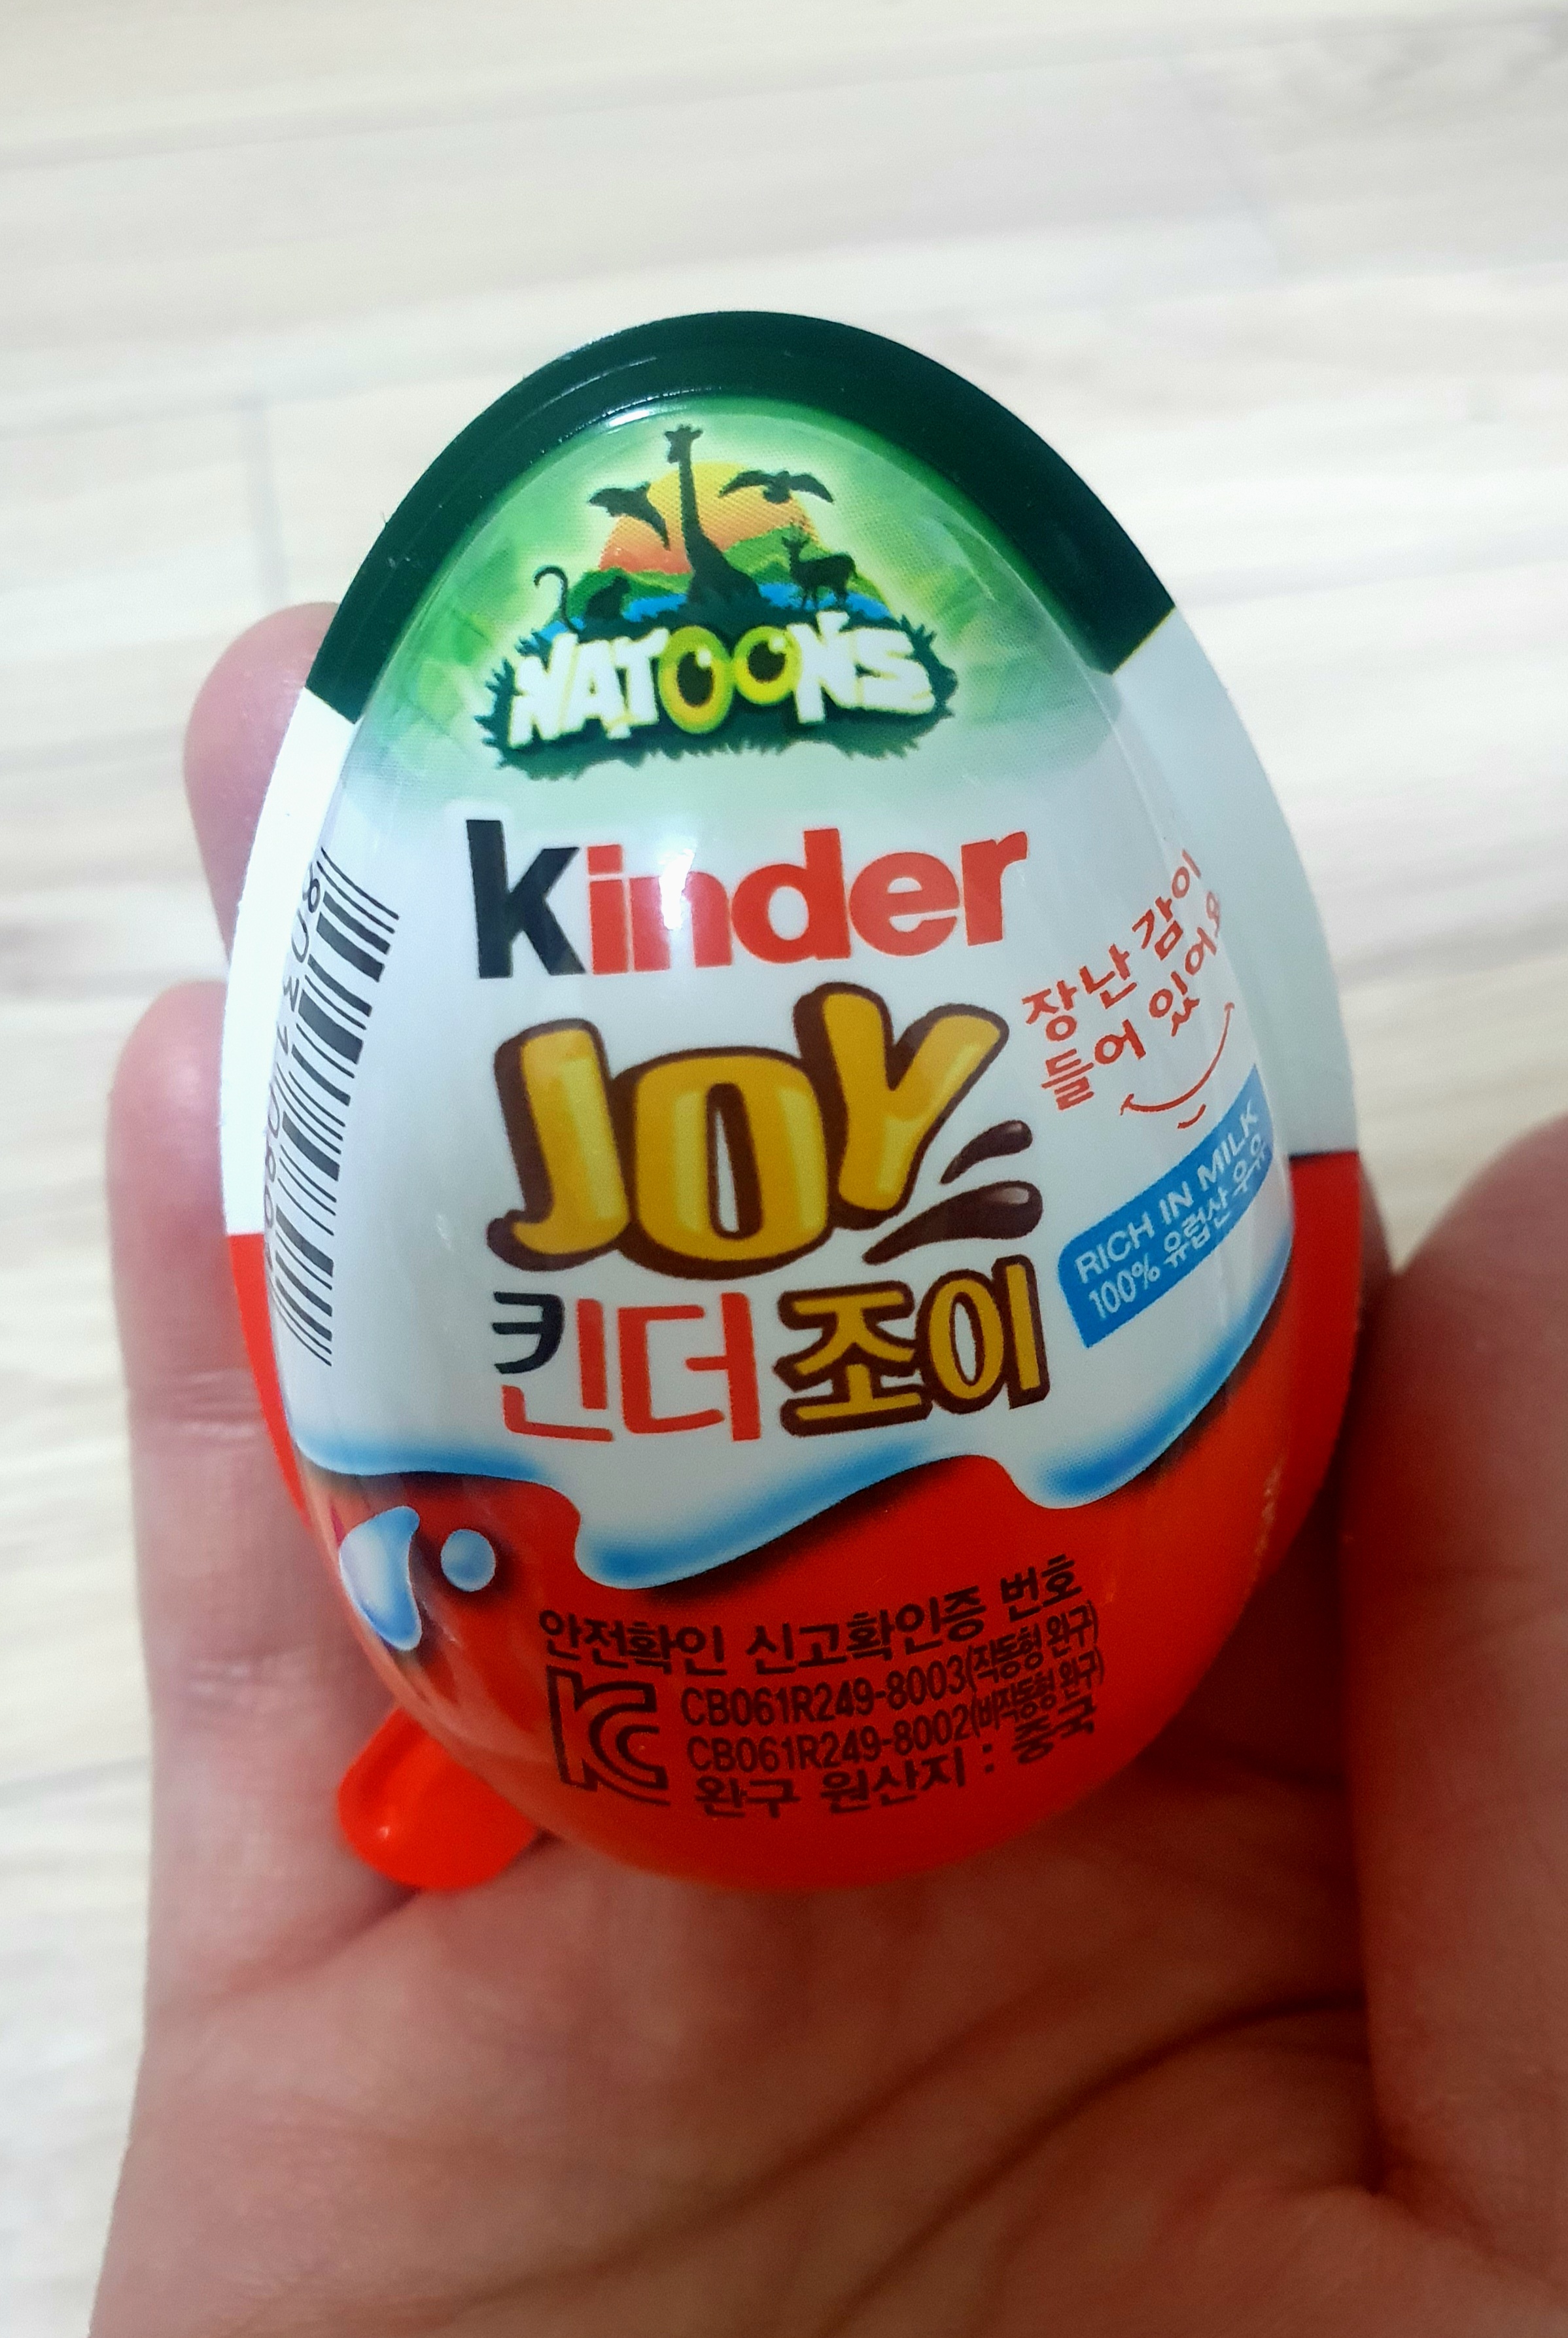 NATOONS
Kinder
JOY
킨더 조이
장난감이
들어 있어요
RICH IN MILK
100% 유럽산 우유
안전확인 신고확인증 번호
CB061R249-8003(작동형 완구)
CB061R249-8002(비작동형 완구)
완구 원산지 : 중국